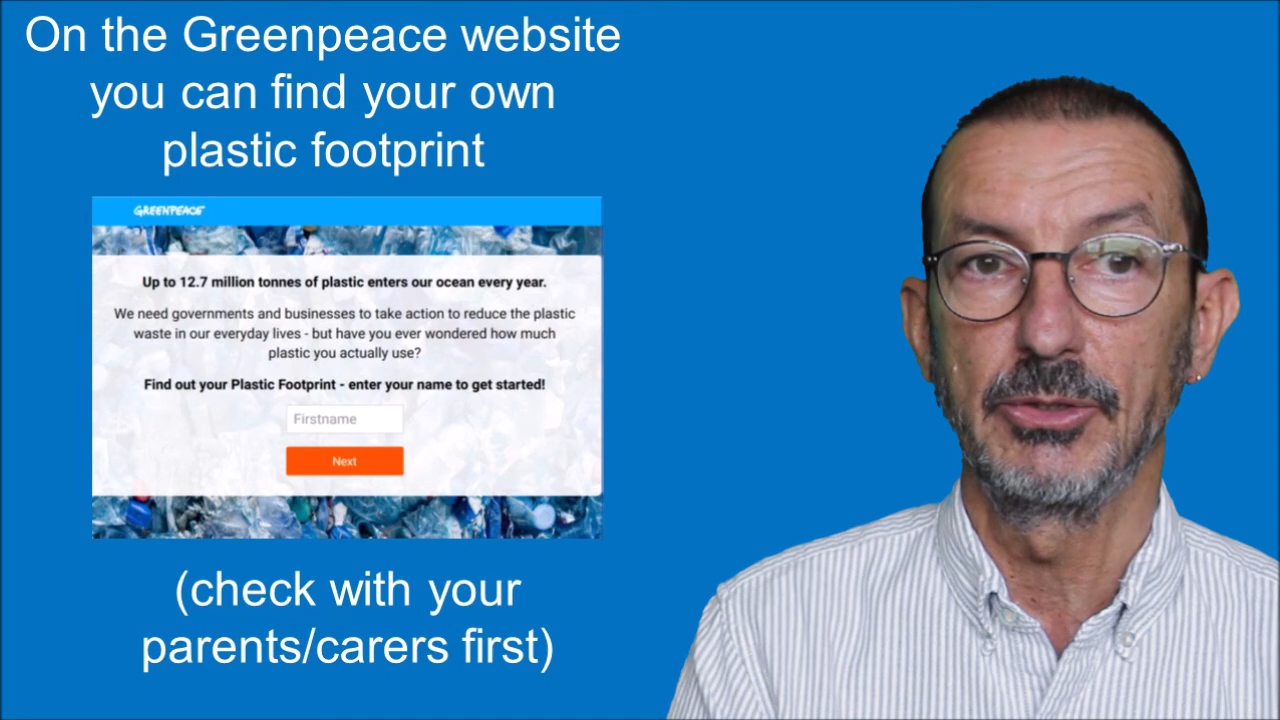 On the Greenpeace website
you can find your own
plastic footprint
GREENPEACE
Up to 12.7 million tonnes of plastic enters our ocean every year.
We need governments and businesses to take action to reduce the plastic
waste in our everyday lives - but have you ever wondered how much
plastic you actually use?
Find out your Plastic Footprint - enter your name to get started!
Firstname
Next
(check with your
parents/carers first)